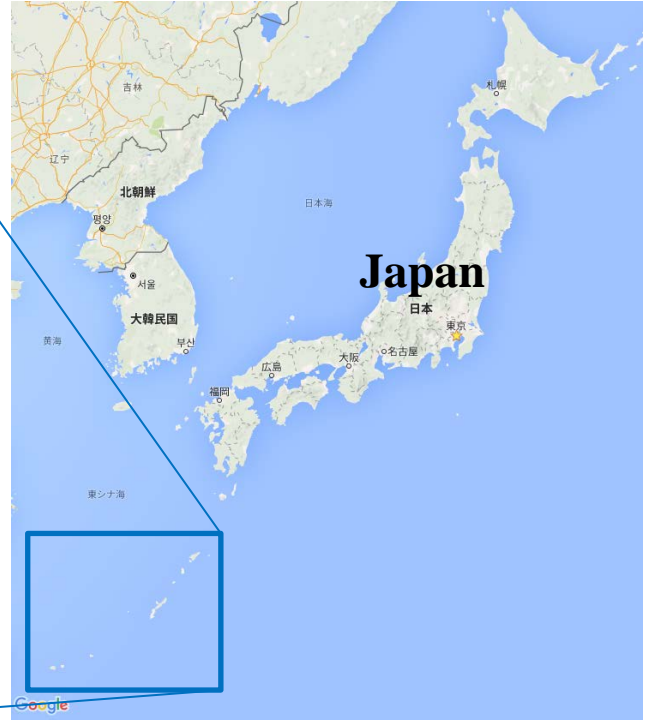 札幌
吉林
辽宁
北朝鮮
日本海
평양
Japan
서울
日本
大韓民国
東京
부산
黄海
大阪
名古屋
広島
福岡
東シナ海
Google